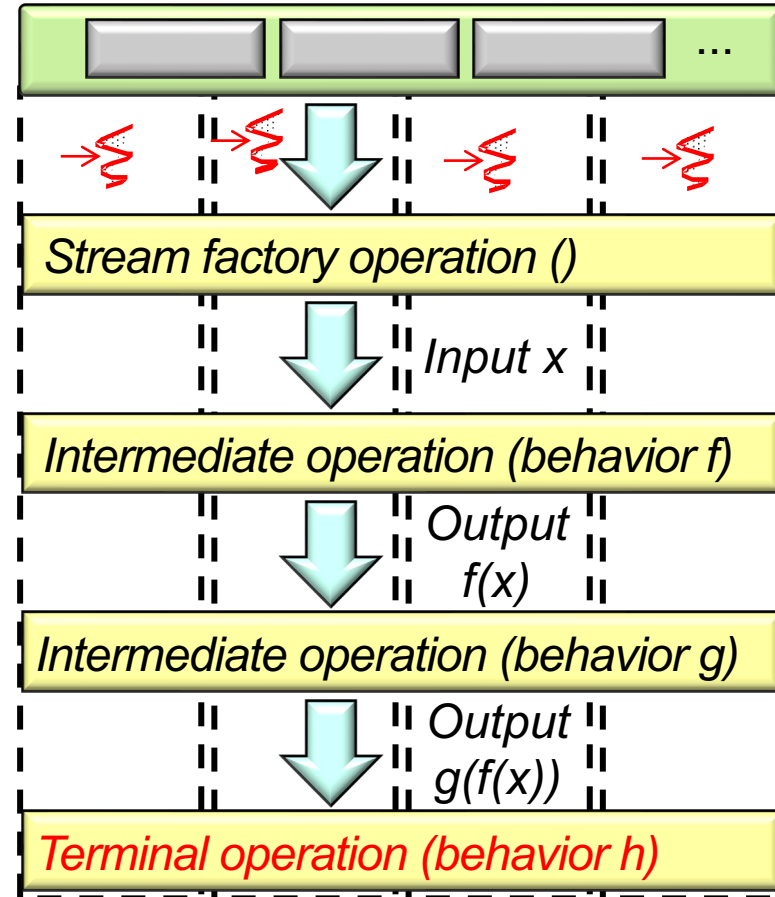 ...
Stream factory operation ()
Input x
Intermediate operation (behavior f)
Output
f(x)
Intermediate operation (behavior g)
Output
g(f(x))
Terminal operation (behavior h)